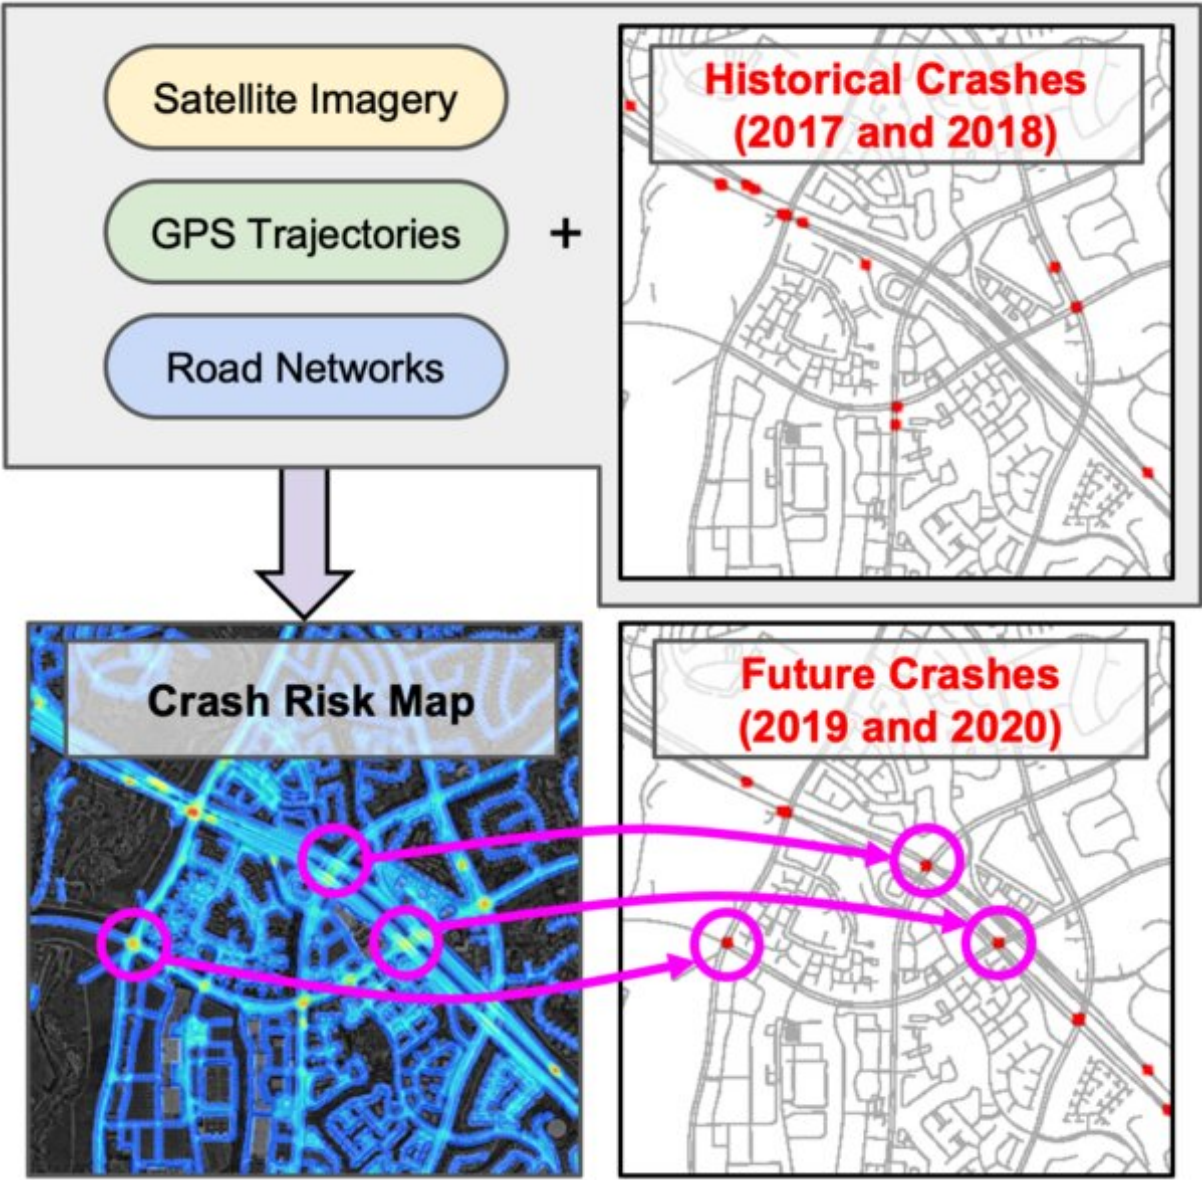 Satellite Imagery
GPS Trajectories
+
Road Networks
Historical Crashes
(2017 and 2018)
Crash Risk Map
Future Crashes
(2019 and 2020)